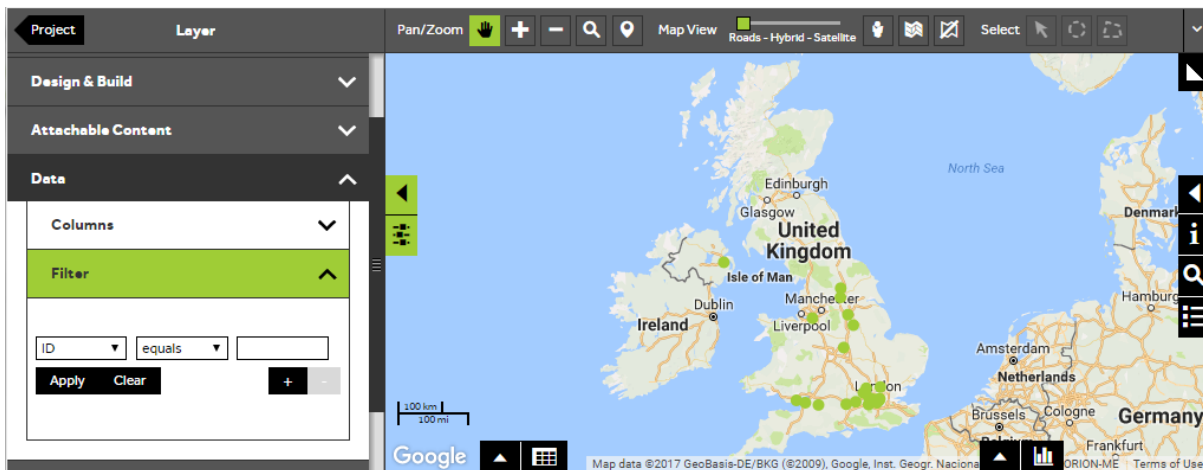 Project
Layer
Pan/Zoom
Map View
Roads - Hybrid - Satellite
Select
Design & Build
Attachable Content
Data
Columns
Filter
ID
equals
Apply
Clear
+
-
North Sea
Edinburgh
Glasgow
United
Kingdom
Isle of Man
Denmark
Dublin
Manchester
Hamburg
Ireland
Liverpool
Amsterdam
Netherlands
London
100 km
100 mi
Brussels
Cologne
Germany
Belgium
Frankfurt
Google
Map data ©2017 GeoBasis-DE/BKG (©2009), Google, Inst. Geogr. Naciona
ORION-ME
Terms of U